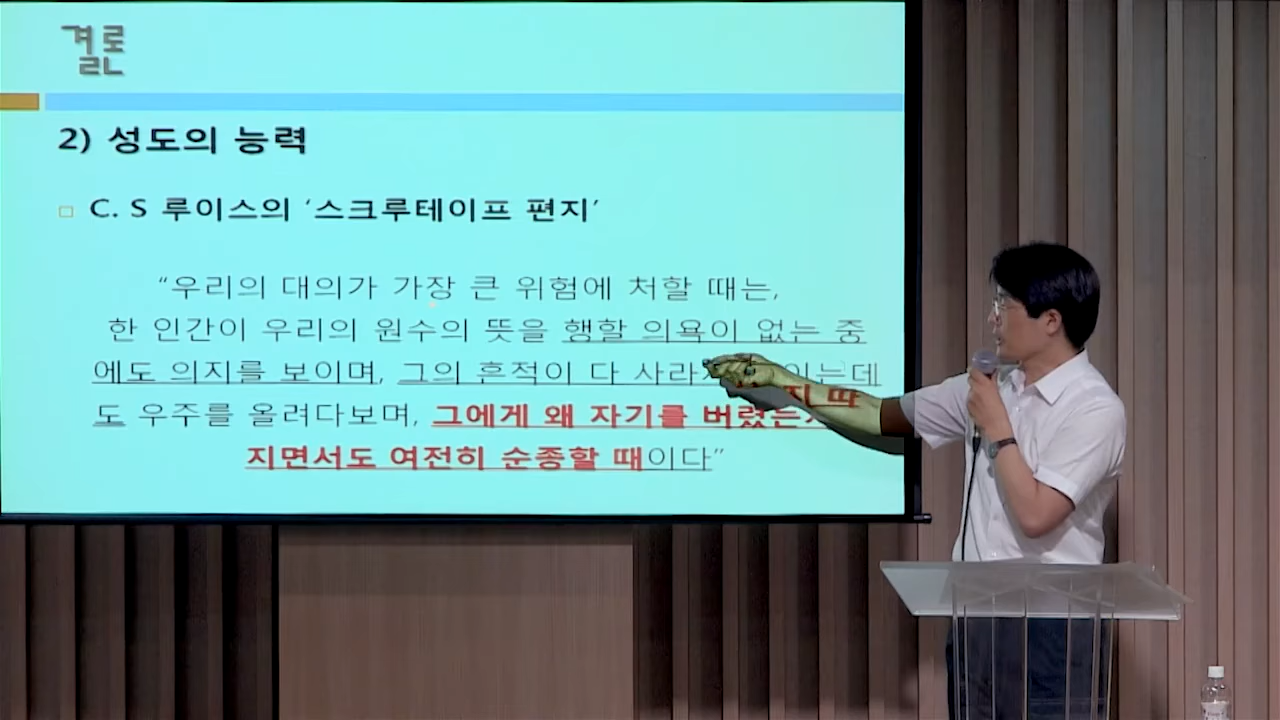 결론
2) 성도의 능력
C. S 루이스의 ‘스크루테이프 편지’
“우리의 대의가 가장 큰 위험에 처할 때는,
한 인간이 우리의 원수의 뜻을 행할 의욕이 없는 중
에도 의지를 보이며, 그의 흔적이 다
도 우주를 올려다보며, 그에게 왜 자기를 버렸는지 따
지면서도 여전히 순종할 때이다”